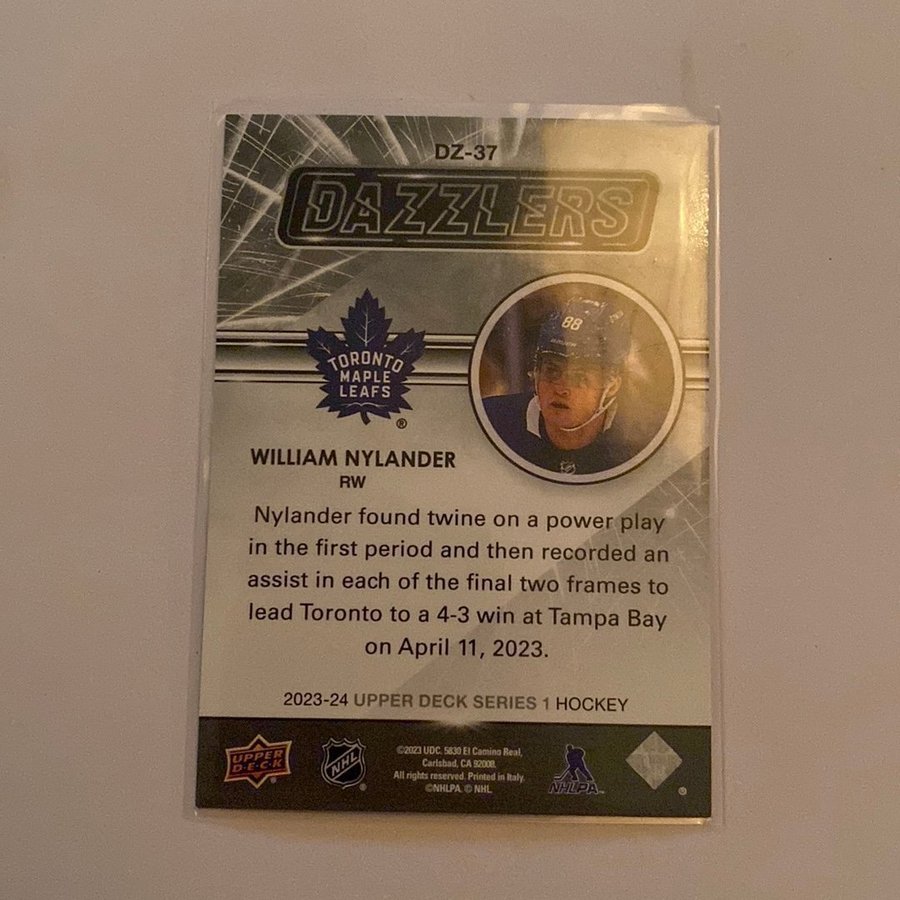 DZ-37
DAZZLERS
88
BAUER
TORONTO
MAPLE
LEAFS
®
WILLIAM NYLANDER
RW
Nylander found twine on a power play
in the first period and then recorded an
assist in each of the final two frames to
lead Toronto to a 4-3 win at Tampa Bay
on April 11, 2023.
2023-24 UPPER DECK SERIES 1 HOCKEY
UPPER
D·E·C·K
NHL
©2023 UDC. 5830 El Camino Real,
Carlsbad, CA 92008.
All rights reserved. Printed in Italy.
©NHLPA. © NHL.
NHLPA